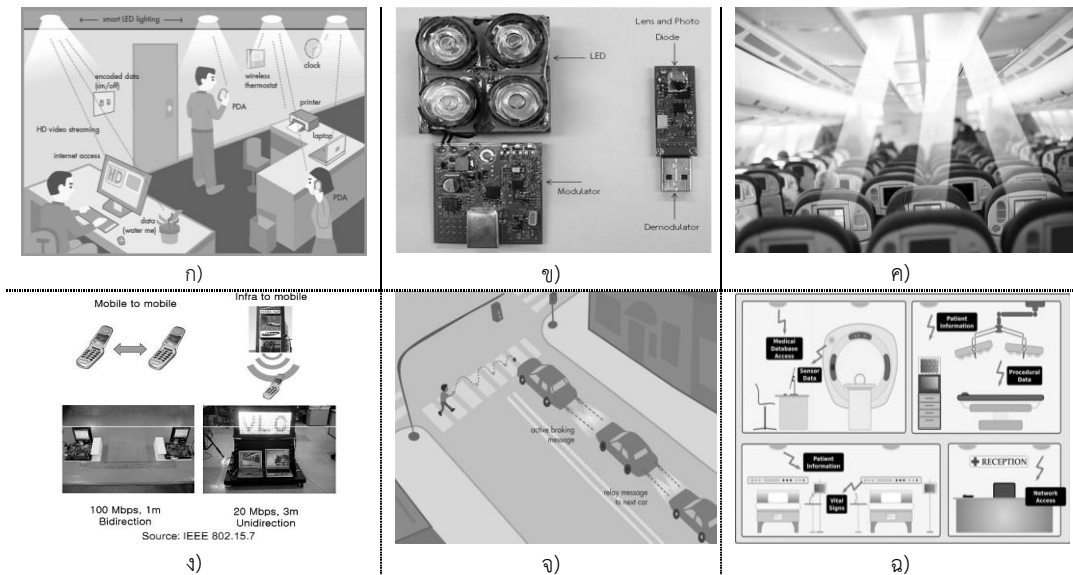 smart LED lighting
clock
encoded data
(on/off)
wireless
thermostat
PDA
printer
laptop
HD video streaming
internet access
HD
PDA
data
(water me)
ก)
Lens and Photo
Diode
LED
Modulator
Demodulator
ข)
ค)
Mobile to mobile
Infra to mobile
VLC
100 Mbps, 1m
Bidirection
20 Mbps, 3m
Unidirection
Source: IEEE 802.15.7
ง)
active braking
message
relay message
to next car
จ)
Medical
Database
Access
Sensor
Data
Patient
Information
Procedural
Data
Patient
Information
Vital
Signs
RECEPTION
Network
Access
ฉ)